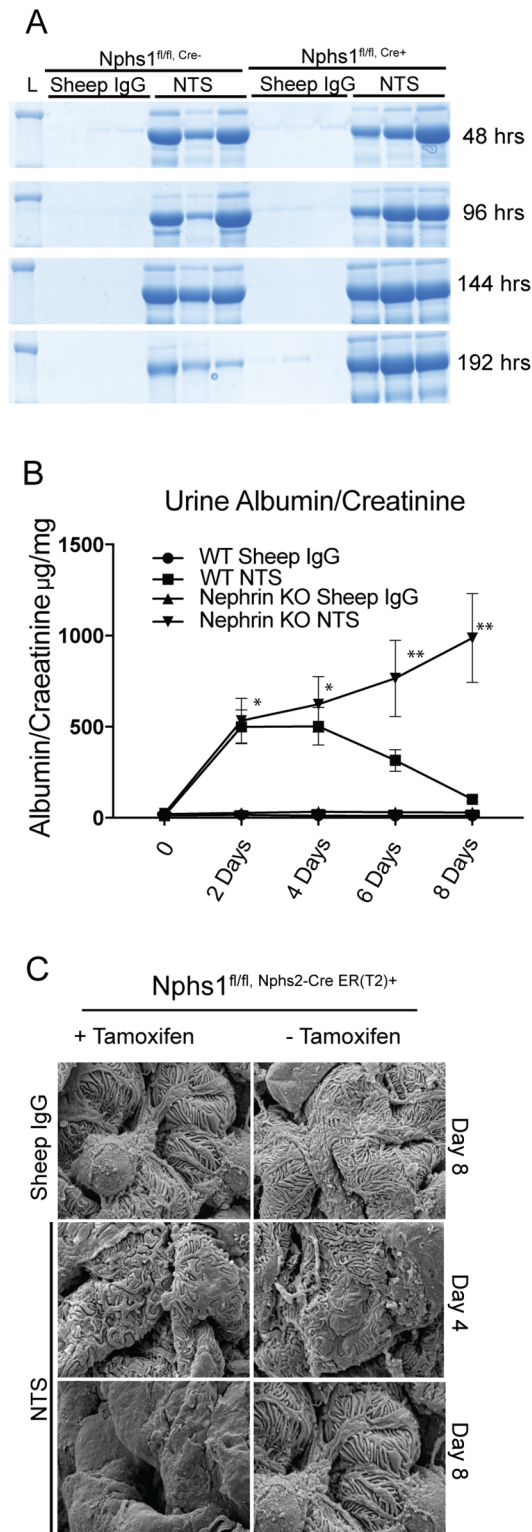 A
Nphs1fl/fl, Cre-
Nphs1fl/fl, Cre+
L Sheep IgG NTS Sheep IgG NTS
48 hrs
96 hrs
144 hrs
192 hrs
B
Urine Albumin/Creatinine
Albumin/Craeatinine µg/mg
1500
1000
500
0
WT Sheep IgG
WT NTS
Nephrin KO Sheep IgG
Nephrin KO NTS
*
*
**
**
0
2 Days
4 Days
6 Days
8 Days
C
Nphs1fl/fl, Nphs2-Cre ER(T2)+
+ Tamoxifen - Tamoxifen
Sheep IgG
Day 8
NTS
Day 4
Day 8